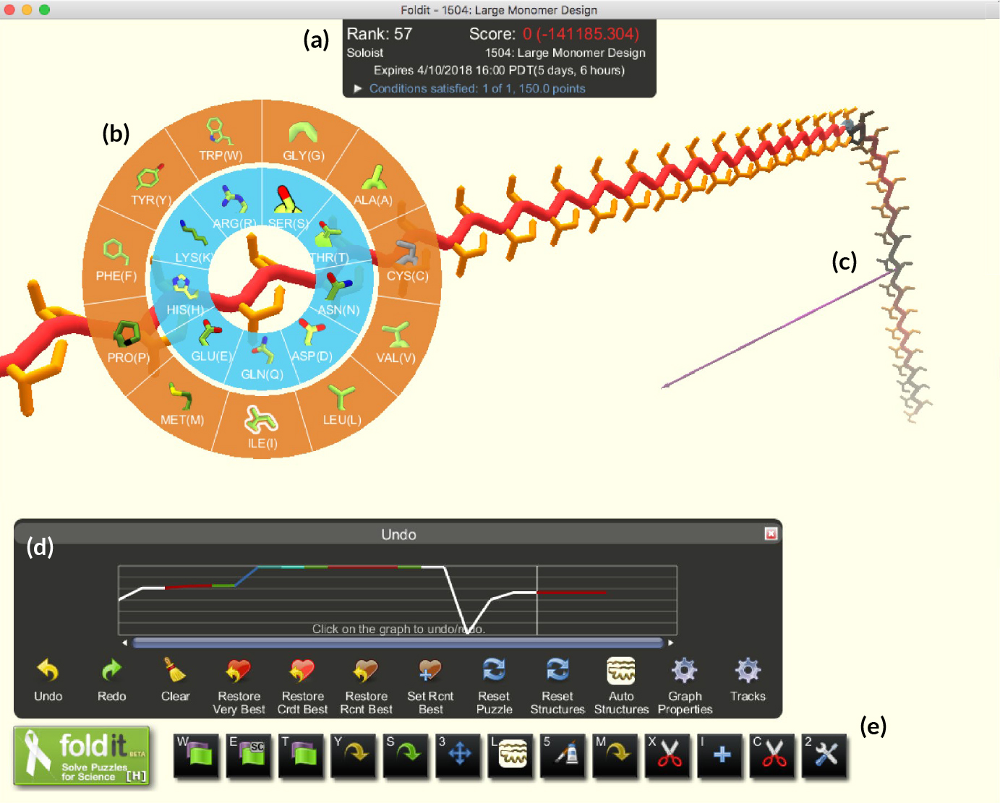 Foldit - 1504: Large Monomer Design
(a)
Rank: 57 Score: 0 (-141185.304)
Soloist 1504: Large Monomer Design
Expires 4/10/2018 16:00 PDT(5 days, 6 hours)
Conditions satisfied: 1 of 1, 150.0 points
(b)
TRP(W) GLY(G)
TYR(Y) ALA(A)
ARG(R) SER(S)
LYS(K) THR(T)
PHE(F) CYS(C)
HIS(H) ASN(N)
PRO(P) GLU(E) ASP(D) VAL(V)
GLN(Q)
MET(M) LEU(L)
ILE(I)
(c)
(d)
Undo
Click on the graph to undo/redo.
Undo Redo Clear Restore Very Best Restore Crdt Best Restore Rcnt Best Set Rcnt Best Reset Puzzle Reset Structures Auto Structures Graph Properties Tracks
(e)
W E SC T Y S 3 L 5 M X I C 2
foldit BETA
Solve Puzzles
for Science [H]